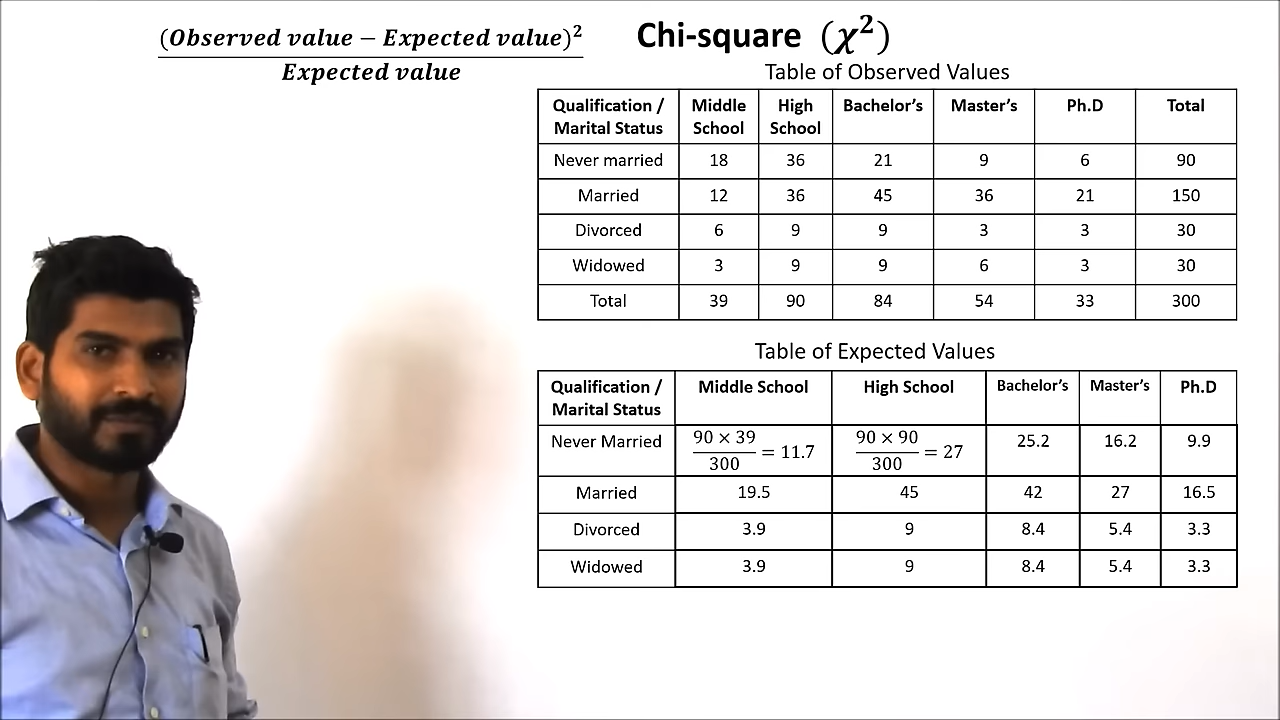 (Observed value − Expected value)²
Expected value
Chi-square (χ²)
Table of Observed Values
Qualification / Marital Status Middle School High School Bachelor’s Master’s Ph.D Total
Never married 18 36 21 9 6 90
Married 12 36 45 36 21 150
Divorced 6 9 9 3 3 30
Widowed 3 9 9 6 3 30
Total 39 90 84 54 33 300
Table of Expected Values
Qualification / Marital Status Middle School High School Bachelor’s Master’s Ph.D
Never Married 90 × 39 / 300 = 11.7 90 × 90 / 300 = 27 25.2 16.2 9.9
Married 19.5 45 42 27 16.5
Divorced 3.9 9 8.4 5.4 3.3
Widowed 3.9 9 8.4 5.4 3.3